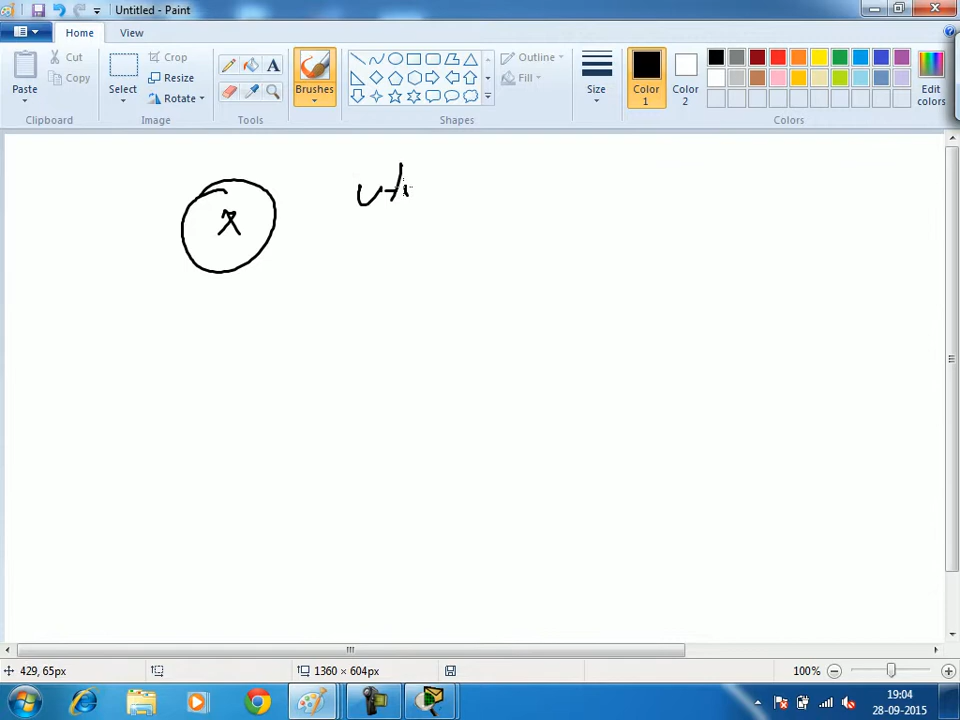 Untitled - Paint
Home
View
Cut
Copy
Paste
Crop
Resize
Rotate
Select
A
Brushes
Outline
Fill
Size
Color
1
Color
2
Edit
colors
Clipboard
Image
Tools
Shapes
Colors
x
429, 65px
1360 × 604px
100%
19:04
28-09-2015